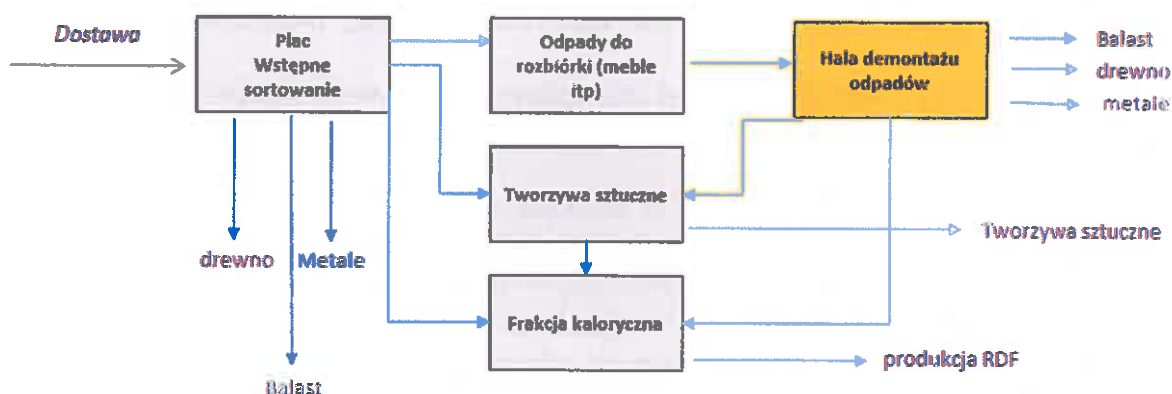 Dostawa
Plac
Wstępne
sortowanie
Odpady do
rozbiórki (meble
itp)
Hala demontażu
odpadów
Balast
drewno
metale
Tworzywa sztuczne
Tworzywa sztuczne
drewno
Metale
Frakcja kaloryczna
produkcja RDF
Balast